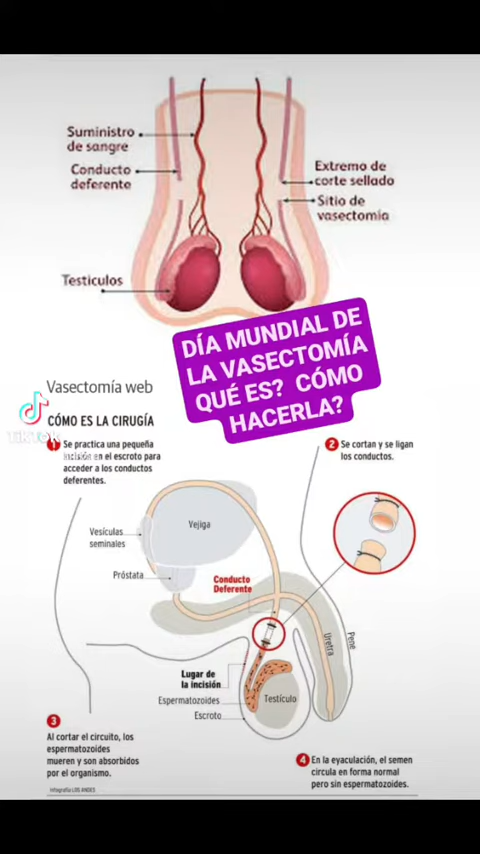 Suministro
de sangre
Conducto
deferente
Extremo de
corte sellado
Sitio de
vasectomía
Testículos
DÍA MUNDIAL DE
LA VASECTOMÍA
QUÉ ES? CÓMO
HACERLA?
Vasectomía web
TikTok
CÓMO ES LA CIRUGÍA
1 Se practica una pequeña
incisión en el escroto para
acceder a los conductos
deferentes.
2 Se cortan y se ligan
los conductos.
Vesículas
seminales
Vejiga
Próstata
Conducto
Deferente
Uretra
Pene
Lugar de
la incisión
Espermatozoides
Escroto
Testículo
3
Al cortar el circuito, los
espermatozoides
mueren y son absorbidos
por el organismo.
4 En la eyaculación, el semen
circula en forma normal
pero sin espermatozoides.
Infografía LOS ANDES